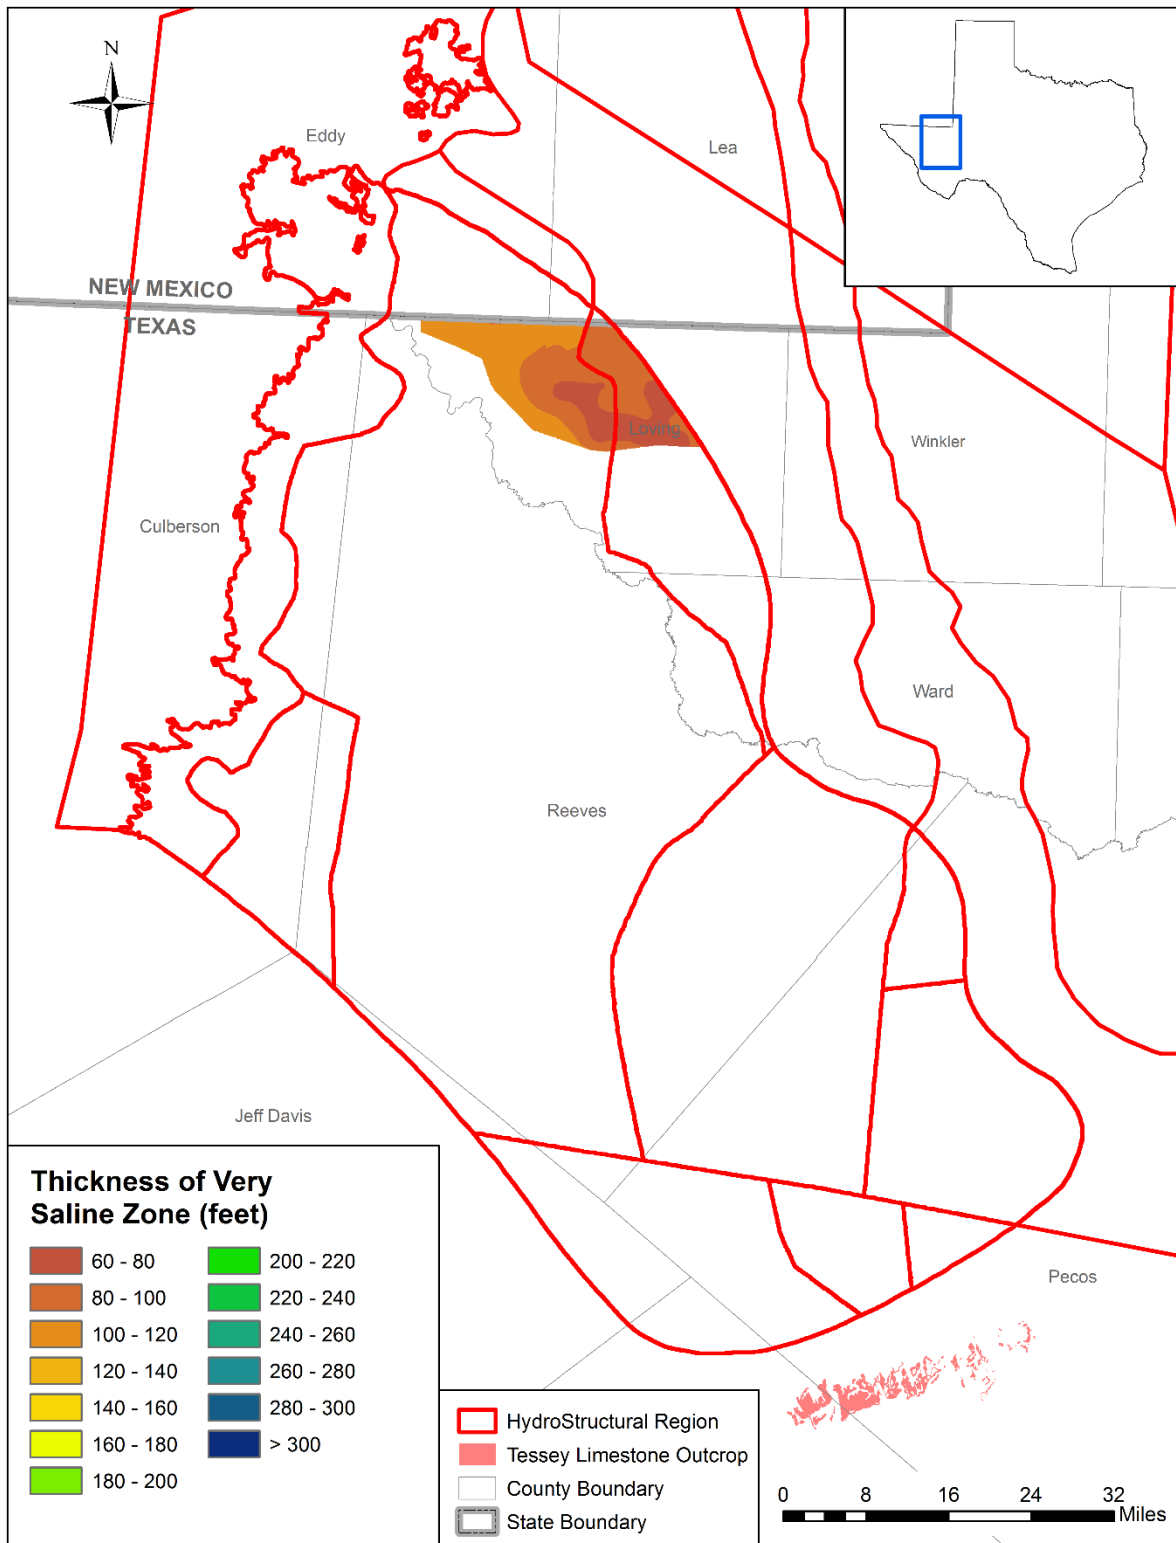 N
Eddy
Lea
NEW MEXICO
TEXAS
Loving
Winkler
Culberson
Ward
Reeves
Jeff Davis
Pecos
Thickness of Very
Saline Zone (feet)
60 - 80
80 - 100
100 - 120
120 - 140
140 - 160
160 - 180
180 - 200
200 - 220
220 - 240
240 - 260
260 - 280
280 - 300
> 300
HydroStructural Region
Tessey Limestone Outcrop
County Boundary
State Boundary
0 8 16 24 32
Miles